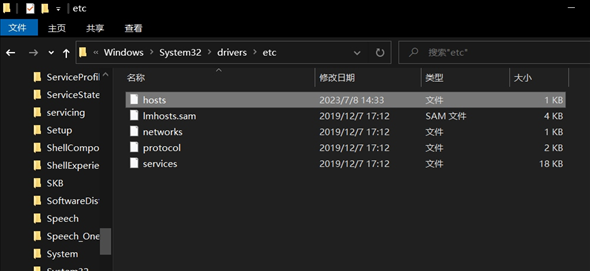 etc
文件
主页
共享
查看
« Windows > System32 > drivers > etc
搜索"etc"
ServiceProfil
ServiceState
servicing
Setup
ShellCompo
ShellExperie
SKB
SoftwareDis
Speech
Speech_One
System
System32
名称 修改日期 类型 大小
hosts 2023/7/8 14:33 文件 1 KB
lmhosts.sam 2019/12/7 17:12 SAM 文件 4 KB
networks 2019/12/7 17:12 文件 1 KB
protocol 2019/12/7 17:12 文件 2 KB
services 2019/12/7 17:12 文件 18 KB